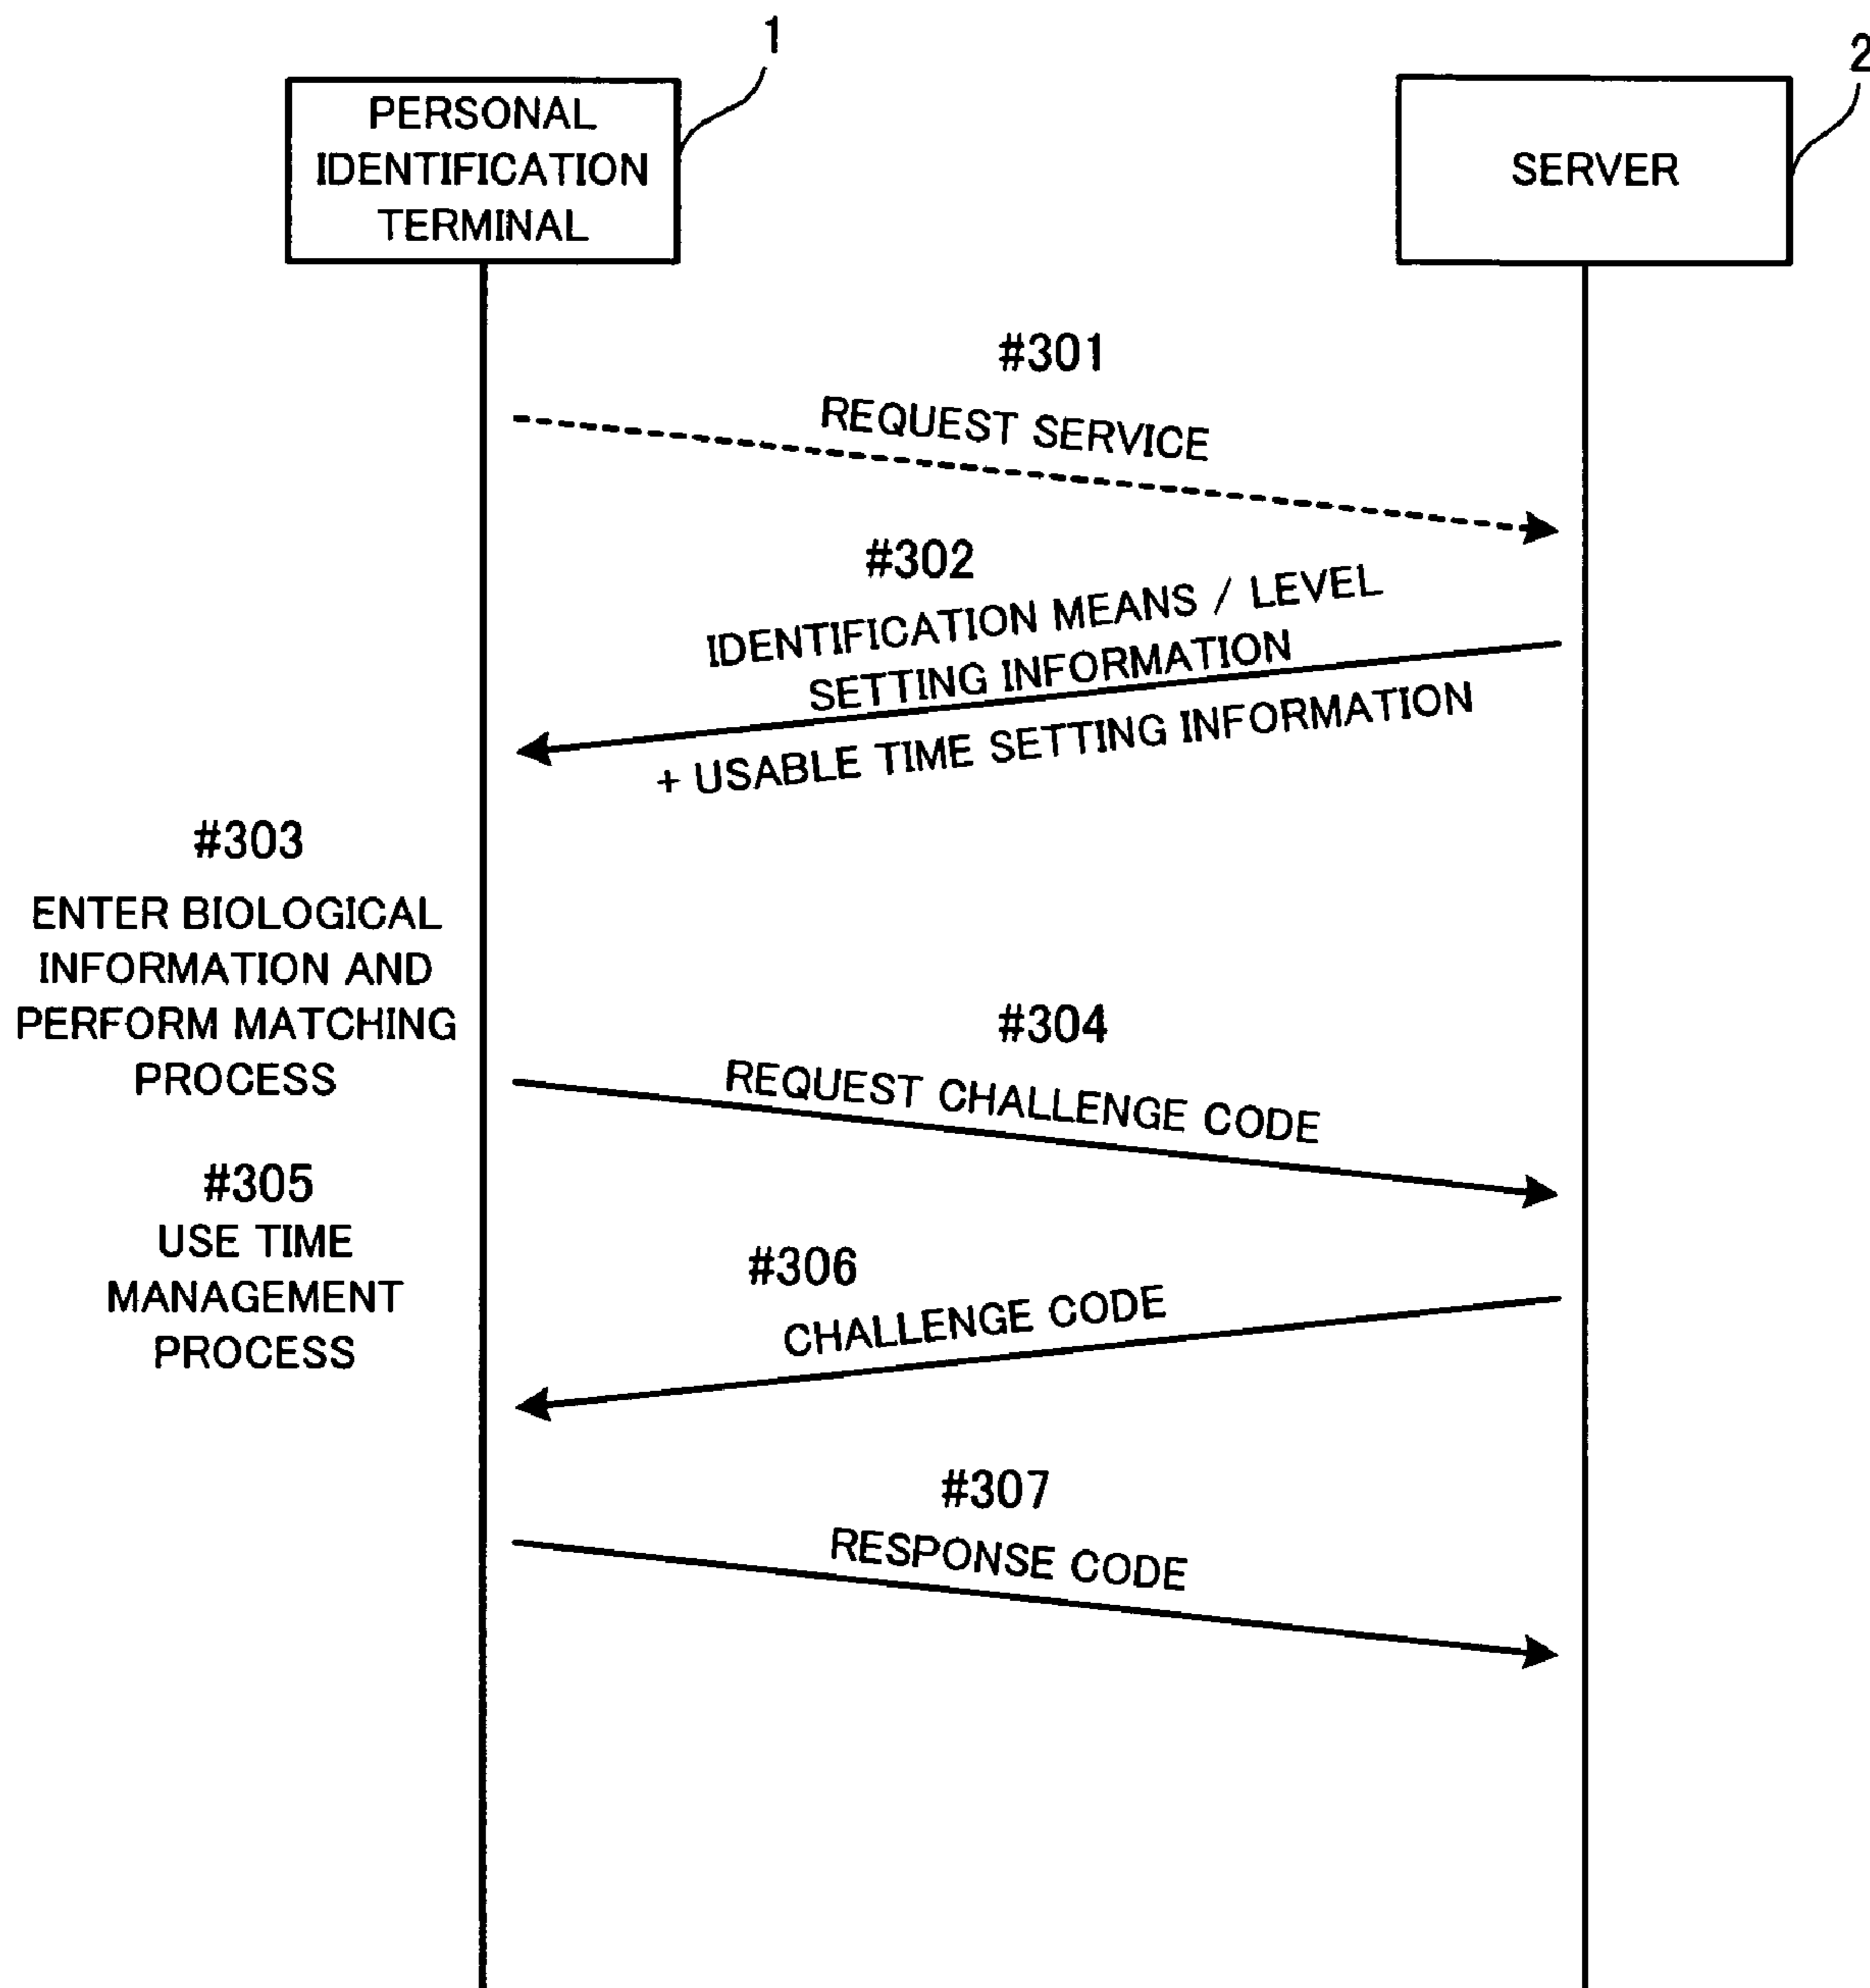 1
2
PERSONAL
IDENTIFICATION
TERMINAL
SERVER
#301
REQUEST SERVICE
#302
IDENTIFICATION MEANS / LEVEL
SETTING INFORMATION
+ USABLE TIME SETTING INFORMATION
#303
ENTER BIOLOGICAL
INFORMATION AND
PERFORM MATCHING
PROCESS
#304
REQUEST CHALLENGE CODE
#305
USE TIME
MANAGEMENT
PROCESS
#306
CHALLENGE CODE
#307
RESPONSE CODE